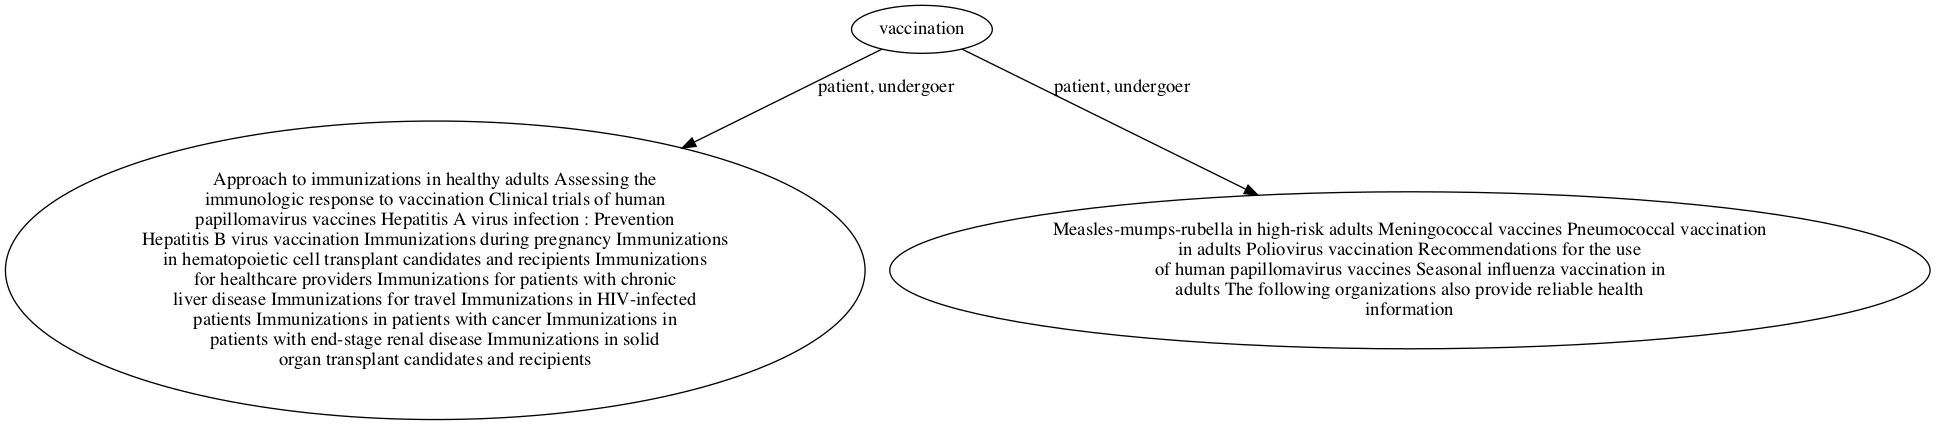 vaccination
patient, undergoer
patient, undergoer
Approach to immunizations in healthy adults Assessing the
immunologic response to vaccination Clinical trials of human
papillomavirus vaccines Hepatitis A virus infection : Prevention
Hepatitis B virus vaccination Immunizations during pregnancy Immunizations
in hematopoietic cell transplant candidates and recipients Immunizations
for healthcare providers Immunizations for patients with chronic
liver disease Immunizations for travel Immunizations in HIV-infected
patients Immunizations in patients with cancer Immunizations in
patients with end-stage renal disease Immunizations in solid
organ transplant candidates and recipients
Measles-mumps-rubella in high-risk adults Meningococcal vaccines Pneumococcal vaccination
in adults Poliovirus vaccination Recommendations for the use
of human papillomavirus vaccines Seasonal influenza vaccination in
adults The following organizations also provide reliable health
information